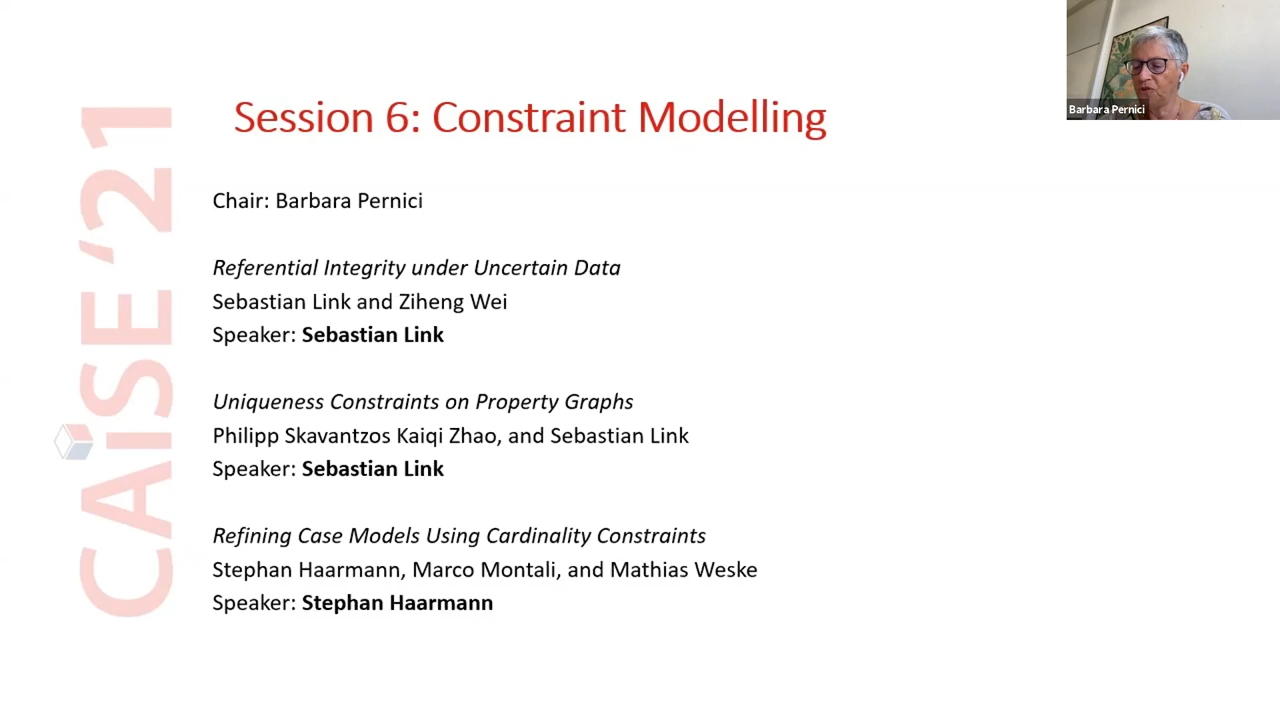 Session 6: Constraint Modelling
Barbara Pernici
CAiSE '21
Chair: Barbara Pernici
Referential Integrity under Uncertain Data
Sebastian Link and Ziheng Wei
Speaker: Sebastian Link
Uniqueness Constraints on Property Graphs
Philipp Skavantzos Kaiqi Zhao, and Sebastian Link
Speaker: Sebastian Link
Refining Case Models Using Cardinality Constraints
Stephan Haarmann, Marco Montali, and Mathias Weske
Speaker: Stephan Haarmann